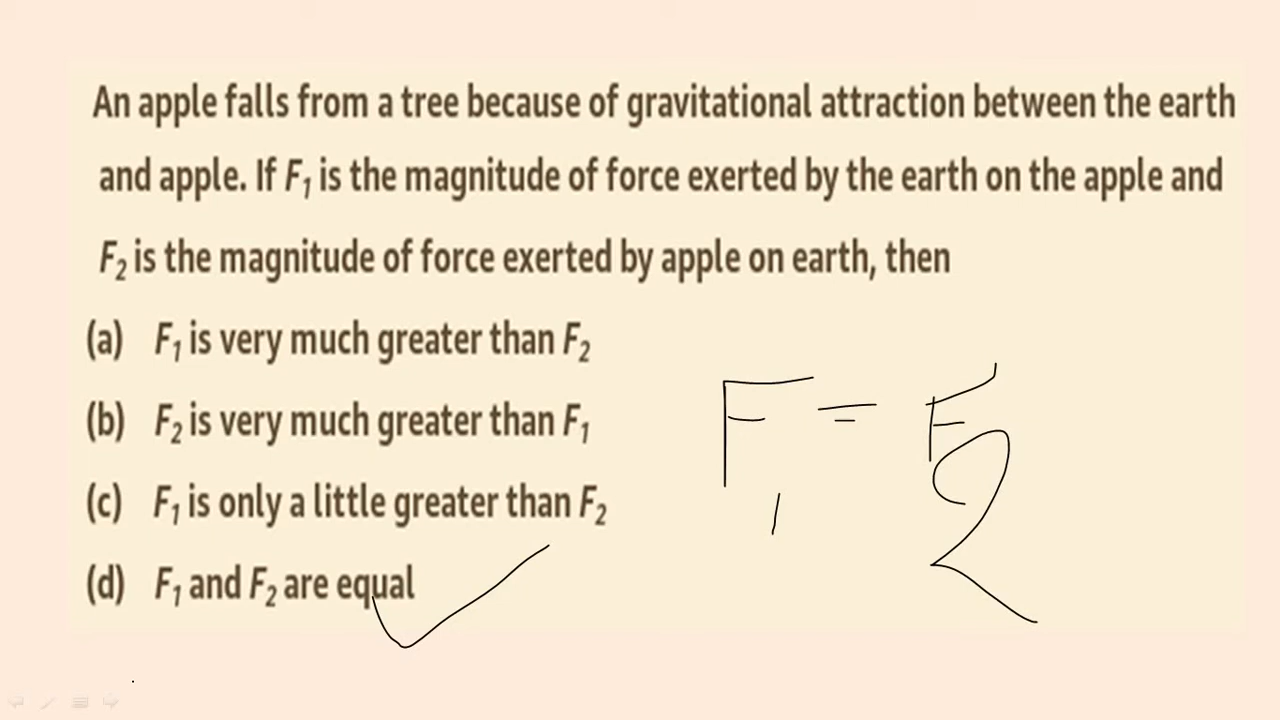 An apple falls from a tree because of gravitational attraction between the earth
and apple. If F₁ is the magnitude of force exerted by the earth on the apple and
F₂ is the magnitude of force exerted by apple on earth, then
(a) F₁ is very much greater than F₂
(b) F₂ is very much greater than F₁
(c) F₁ is only a little greater than F₂
(d) F₁ and F₂ are equal
F₁ = F₂